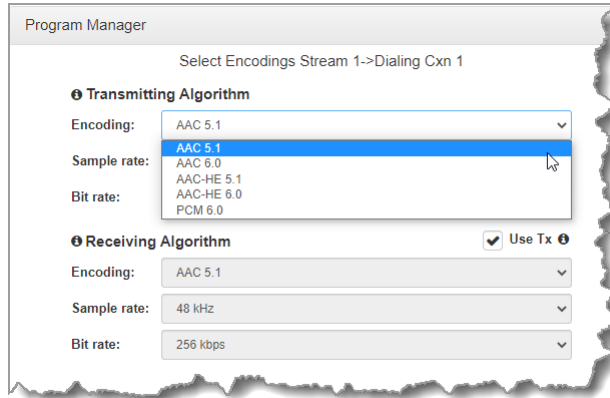 Program Manager
Select Encodings Stream 1->Dialing Cxn 1
Transmitting Algorithm
Encoding: AAC 5.1
AAC 5.1
Sample rate: AAC 6.0
AAC-HE 5.1
Bit rate: AAC-HE 6.0
PCM 6.0
Receiving Algorithm Use Tx
Encoding: AAC 5.1
Sample rate: 48 kHz
Bit rate: 256 kbps